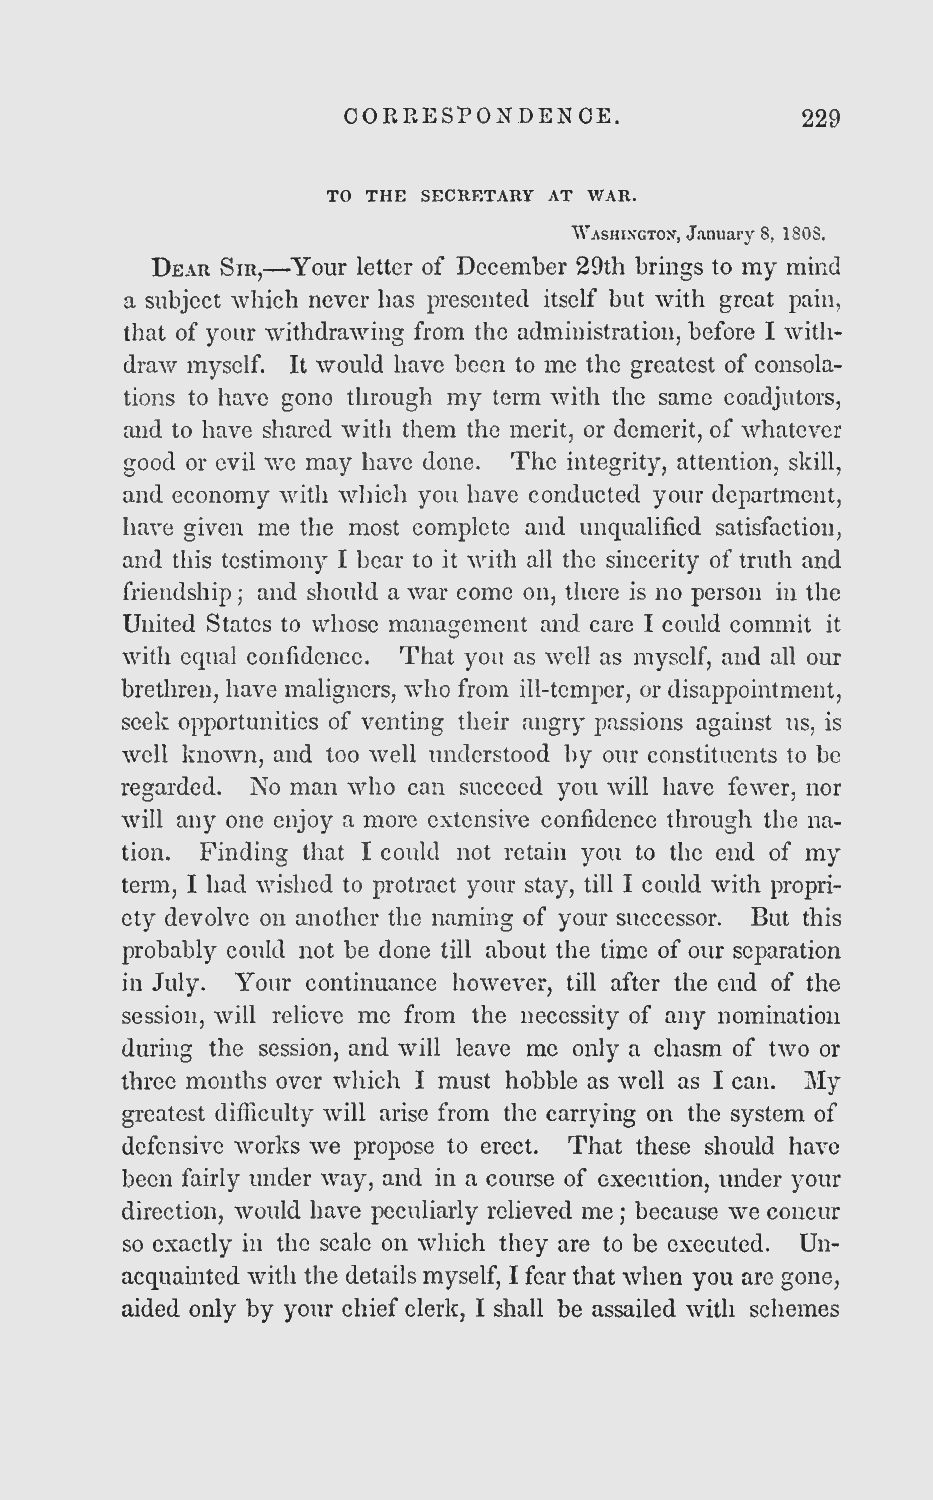 CORRESPONDENCE. 229
TO THE SECRETARY AT WAR.
WASHINGTON, January 8, 1808.
DEAR SIR,—Your letter of December 29th brings to my mind
a subject which never has presented itself but with great pain,
that of your withdrawing from the administration, before I with-
draw myself. It would have been to me the greatest of consola-
tions to have gone through my term with the same coadjutors,
and to have shared with them the merit, or demerit, of whatever
good or evil we may have done. The integrity, attention, skill,
and economy with which you have conducted your department,
have given me the most complete and unqualified satisfaction,
and this testimony I bear to it with all the sincerity of truth and
friendship; and should a war come on, there is no person in the
United States to whose management and care I could commit it
with equal confidence. That you as well as myself, and all our
brethren, have maligners, who from ill-temper, or disappointment,
seek opportunities of venting their angry passions against us, is
well known, and too well understood by our constituents to be
regarded. No man who can succeed you will have fewer, nor
will any one enjoy a more extensive confidence through the na-
tion. Finding that I could not retain you to the end of my
term, I had wished to protract your stay, till I could with propri-
ety devolve on another the naming of your successor. But this
probably could not be done till about the time of our separation
in July. Your continuance however, till after the end of the
session, will relieve me from the necessity of any nomination
during the session, and will leave me only a chasm of two or
three months over which I must hobble as well as I can. My
greatest difficulty will arise from the carrying on the system of
defensive works we propose to erect. That these should have
been fairly under way, and in a course of execution, under your
direction, would have peculiarly relieved me; because we concur
so exactly in the scale on which they are to be executed. Un-
acquainted with the details myself, I fear that when you are gone,
aided only by your chief clerk, I shall be assailed with schemes